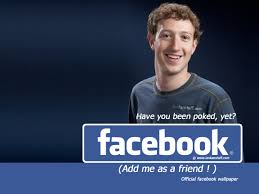 Have you been poked, yet?
facebook®
(Add me as a friend ! )
Official facebook wallpaper